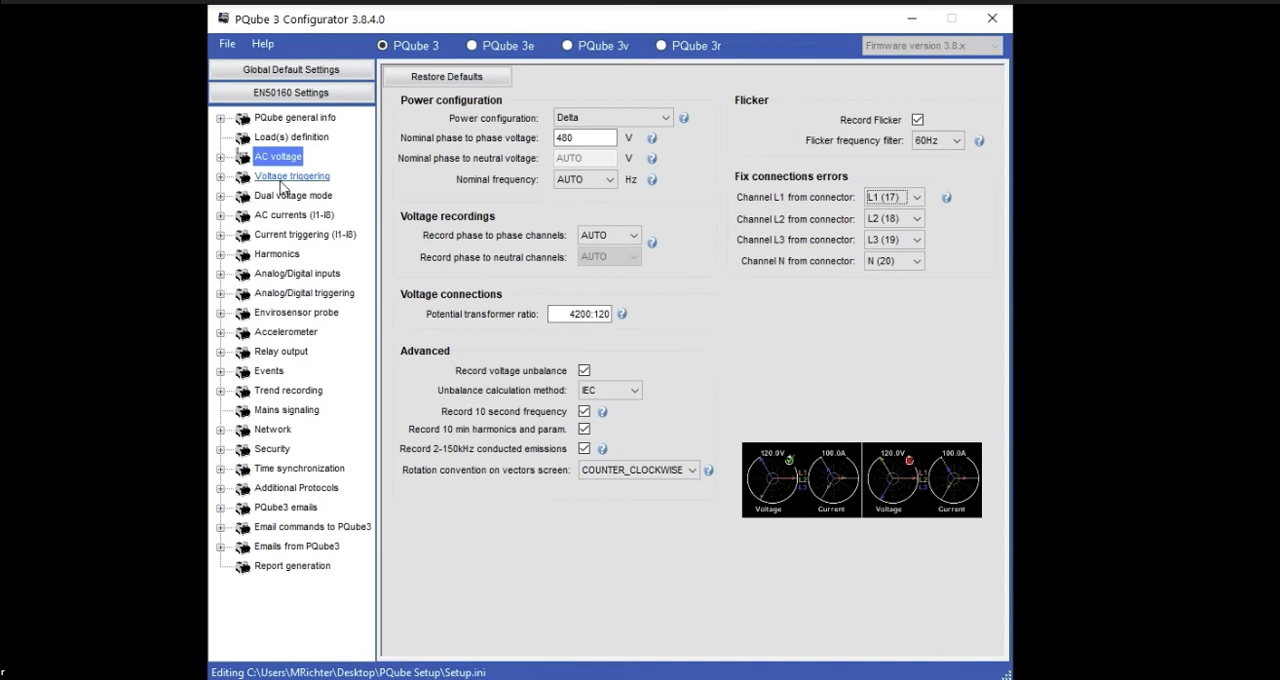 PQube 3 Configurator 3.8.4.0
File Help PQube 3 PQube 3e PQube 3v PQube 3r Firmware version 3.8.x
Global Default Settings
EN50160 Settings
PQube general info
Load(s) definition
AC voltage
Voltage triggering
Dual voltage mode
AC currents (I1-I8)
Current triggering (I1-I8)
Harmonics
Analog/Digital inputs
Analog/Digital triggering
Envirosensor probe
Accelerometer
Relay output
Events
Trend recording
Mains signaling
Network
Security
Time synchronization
Additional Protocols
PQube3 emails
Email commands to PQube3
Emails from PQube3
Report generation
Restore Defaults
Power configuration
Power configuration: Delta
Nominal phase to phase voltage: 480 V
Nominal phase to neutral voltage: AUTO V
Nominal frequency: AUTO Hz
Voltage recordings
Record phase to phase channels: AUTO
Record phase to neutral channels: AUTO
Voltage connections
Potential transformer ratio: 4200:120
Advanced
Record voltage unbalance
Unbalance calculation method: IEC
Record 10 second frequency
Record 10 min harmonics and param.
Record 2-150kHz conducted emissions
Rotation convention on vectors screen: COUNTER_CLOCKWISE
Flicker
Record Flicker
Flicker frequency filter: 60Hz
Fix connections errors
Channel L1 from connector: L1 (17)
Channel L2 from connector: L2 (18)
Channel L3 from connector: L3 (19)
Channel N from connector: N (20)
120.0V 100.0A 120.0V 100.0A
L1 L1
L2 L2
L3 L3
Voltage Current Voltage Current
Editing C:\Users\MRichter\Desktop\PQube Setup\Setup.ini
r